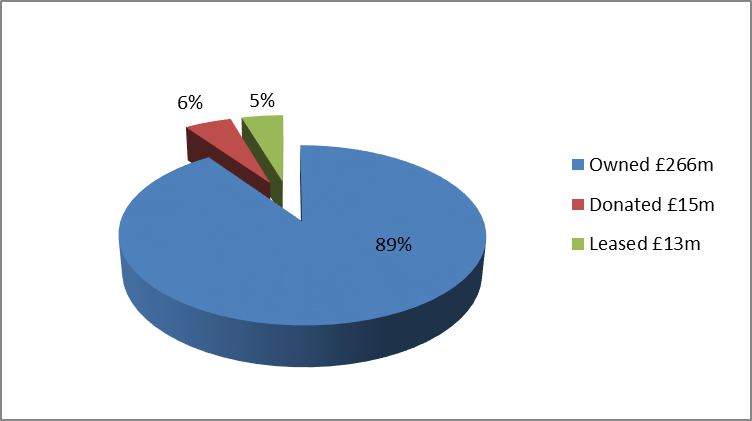 6%
5%
89%
Owned £266m
Donated £15m
Leased £13m